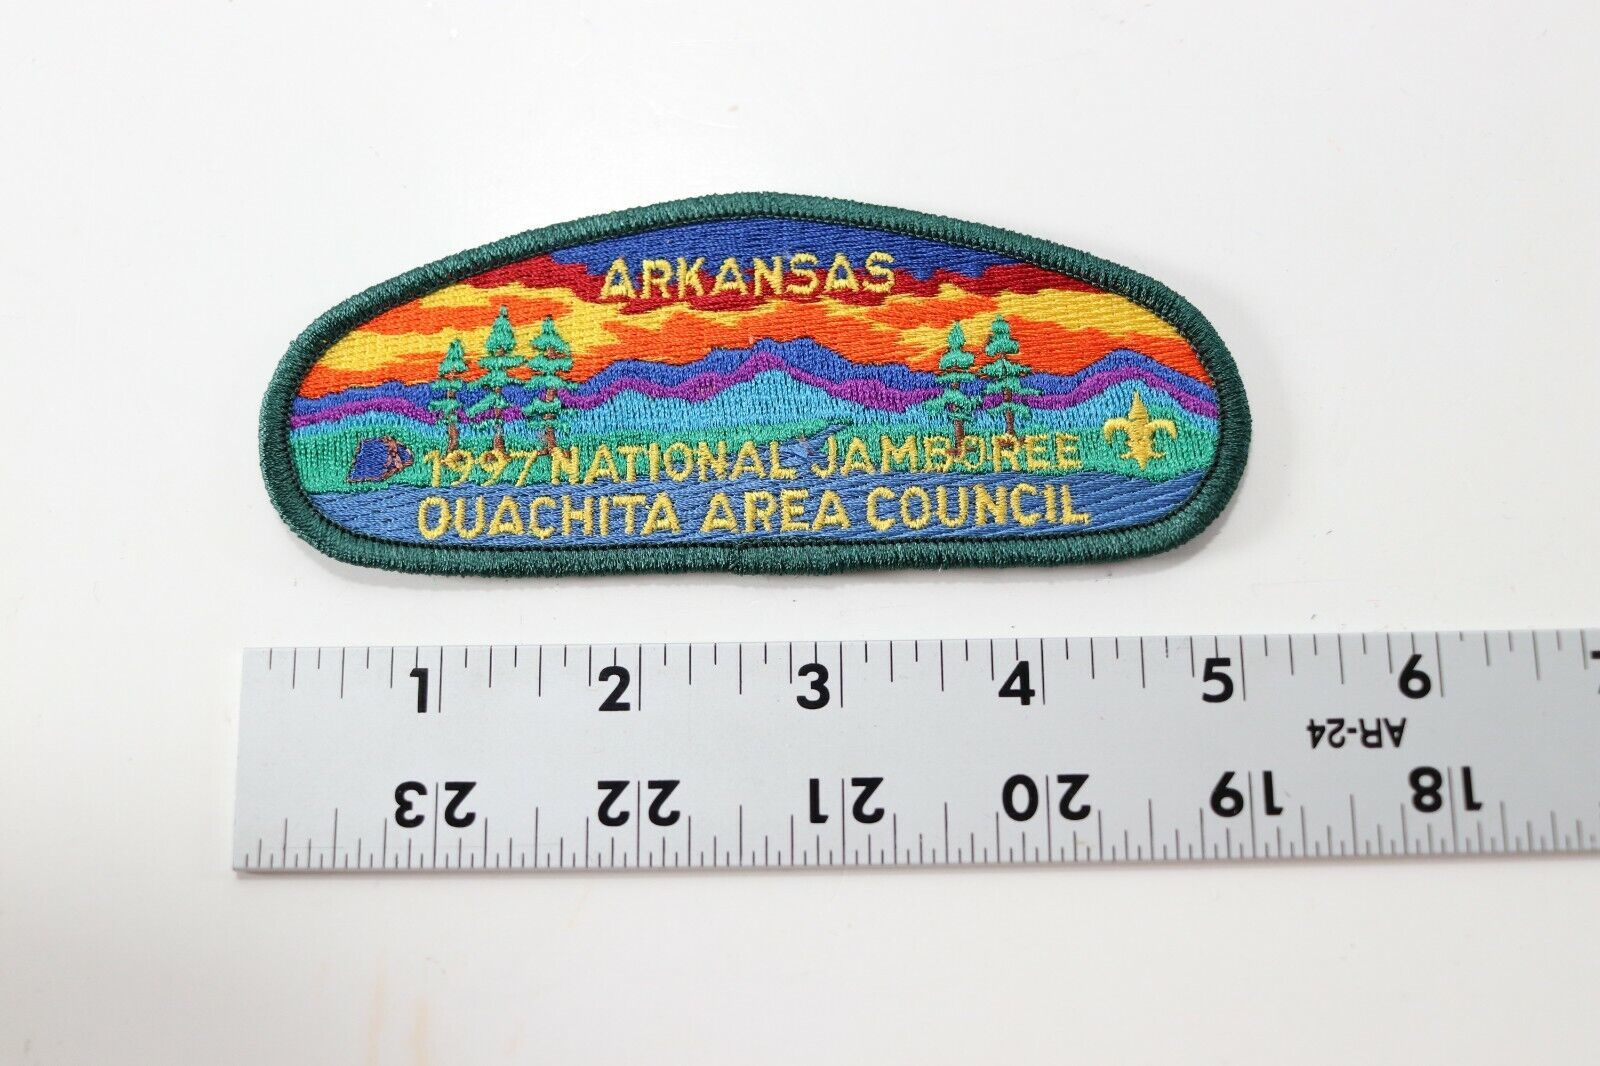 ARKANSAS
1997 NATIONAL JAMBOREE
OUACHITA AREA COUNCIL
1 2 3 4 5 6
AR-24
23 22 21 20 19 18